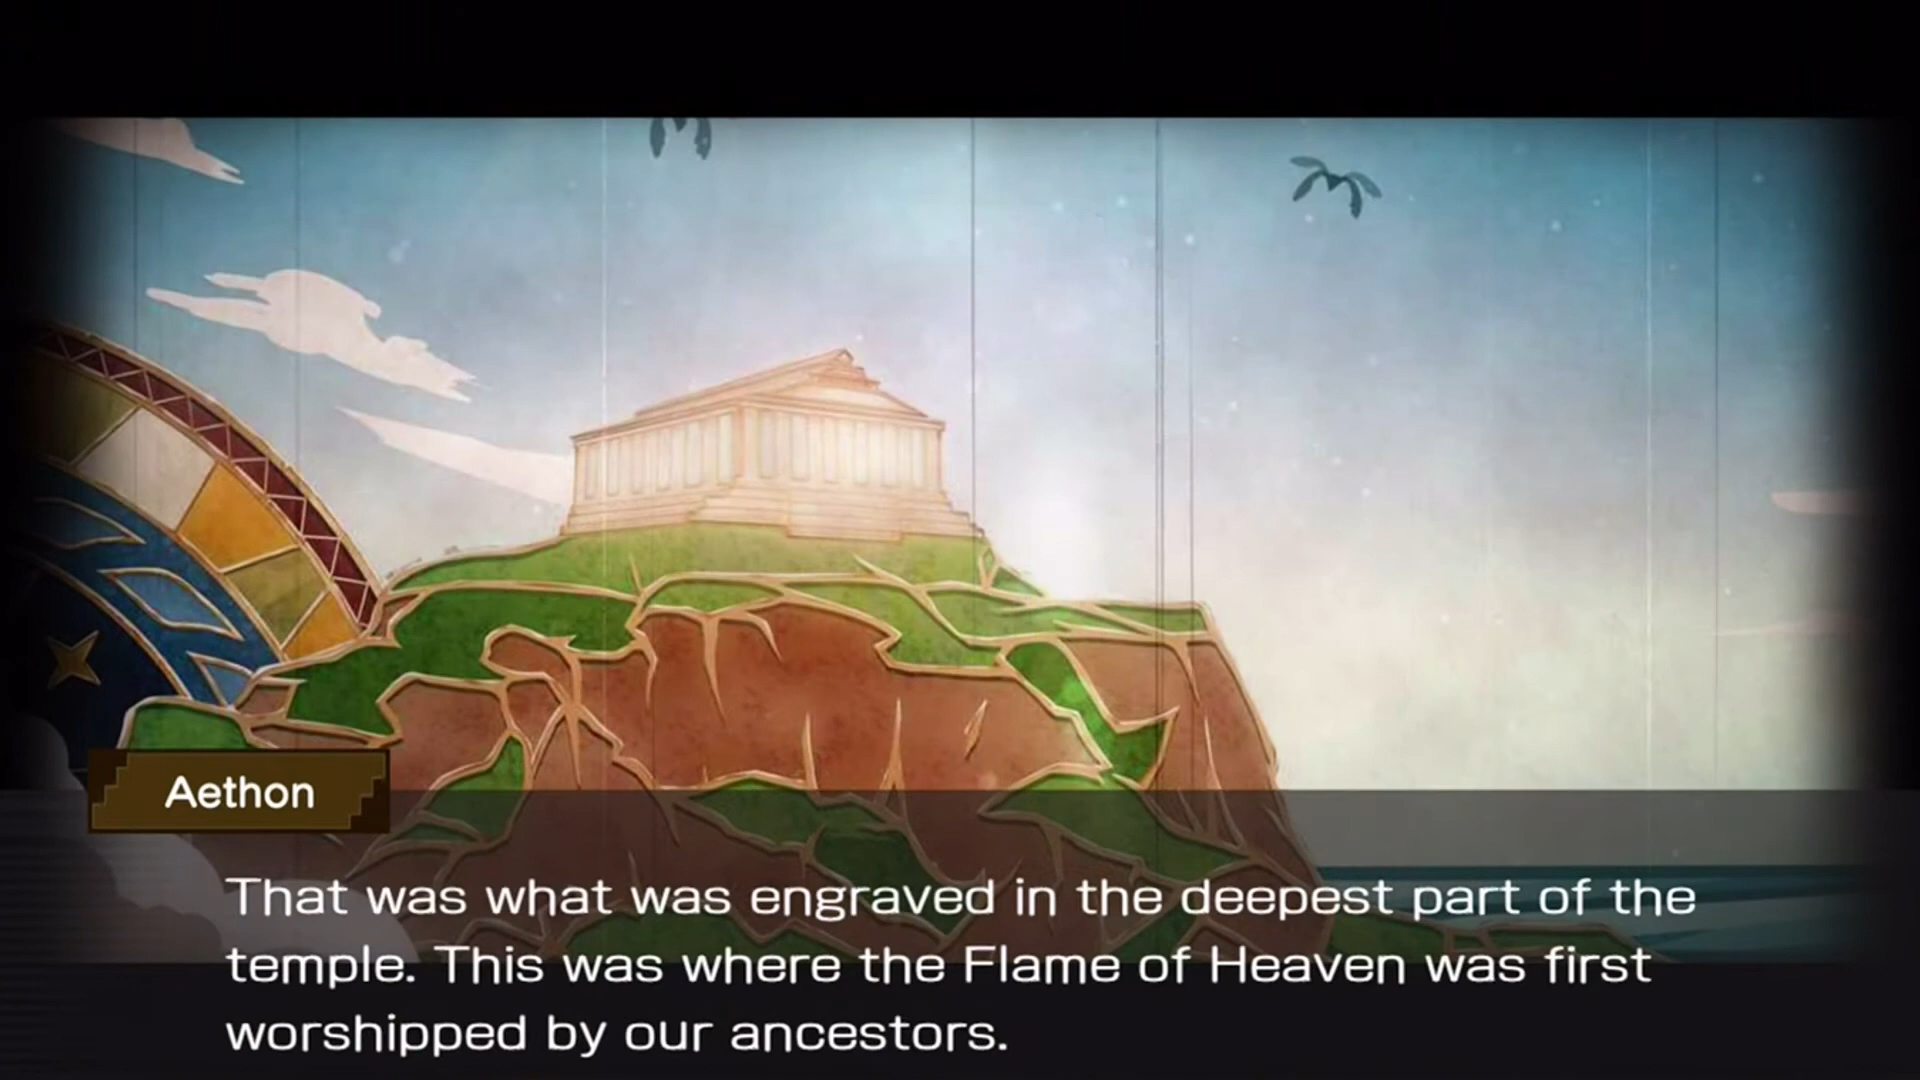 Aethon
That was what was engraved in the deepest part of the
temple. This was where the Flame of Heaven was first
worshipped by our ancestors.